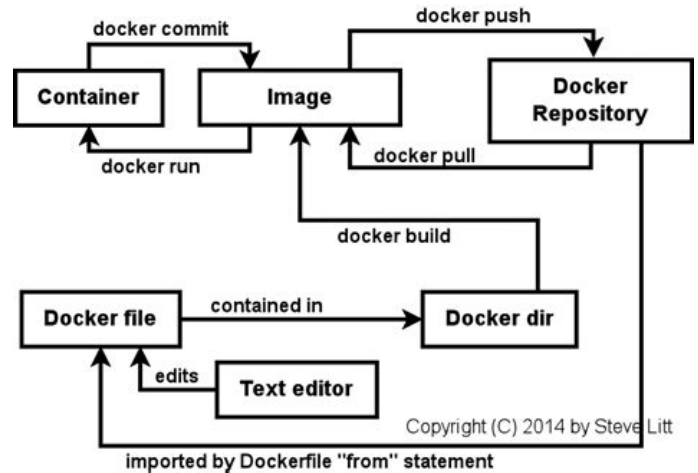 docker commit
docker push
Container
Image
Docker
Repository
docker run
docker pull
docker build
Docker file
contained in
Docker dir
edits
Text editor
Copyright (C) 2014 by Steve Litt
imported by Dockerfile "from" statement